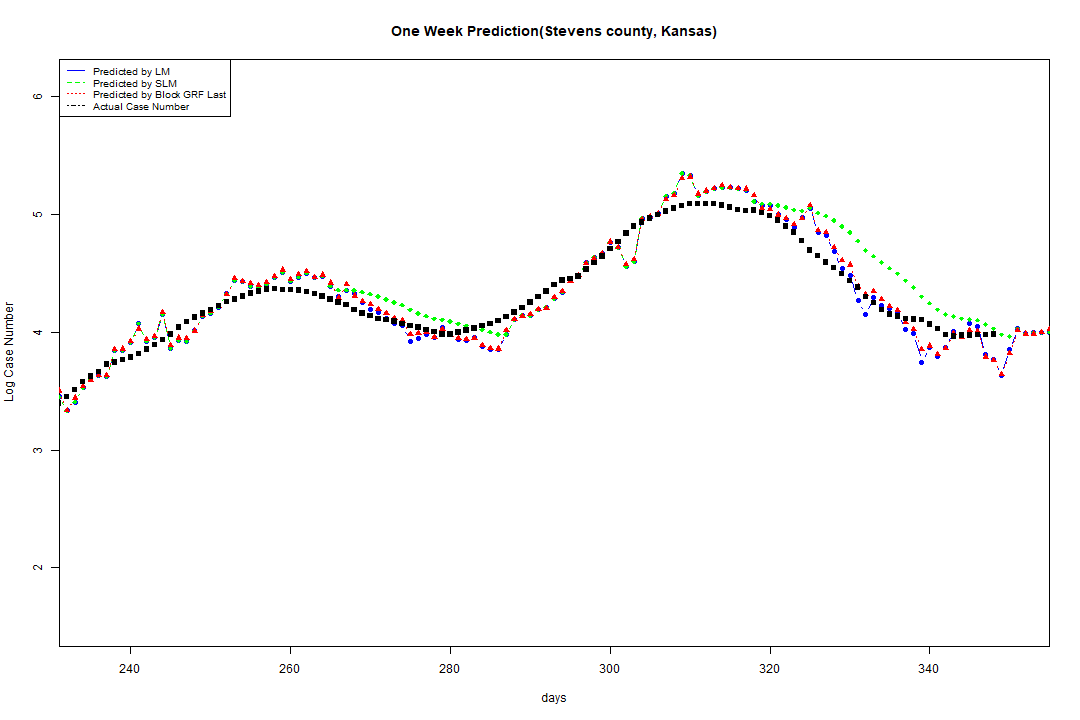 One Week Prediction(Stevens county, Kansas)
Predicted by LM
Predicted by SLM
Predicted by Block GRF Last
Actual Case Number
6
5
4
3
2
Log Case Number
240 260 280 300 320 340
days